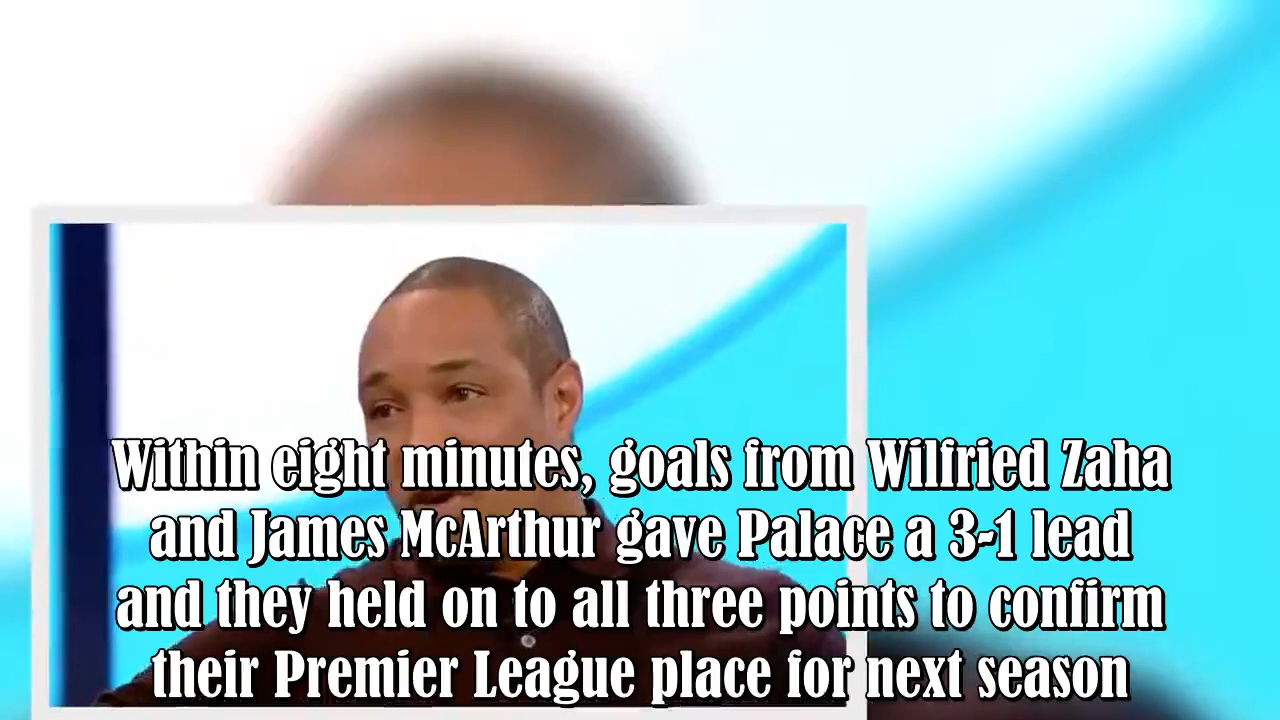 Within eight minutes, goals from Wilfried Zaha
and James McArthur gave Palace a 3-1 lead
and they held on to all three points to confirm
their Premier League place for next season